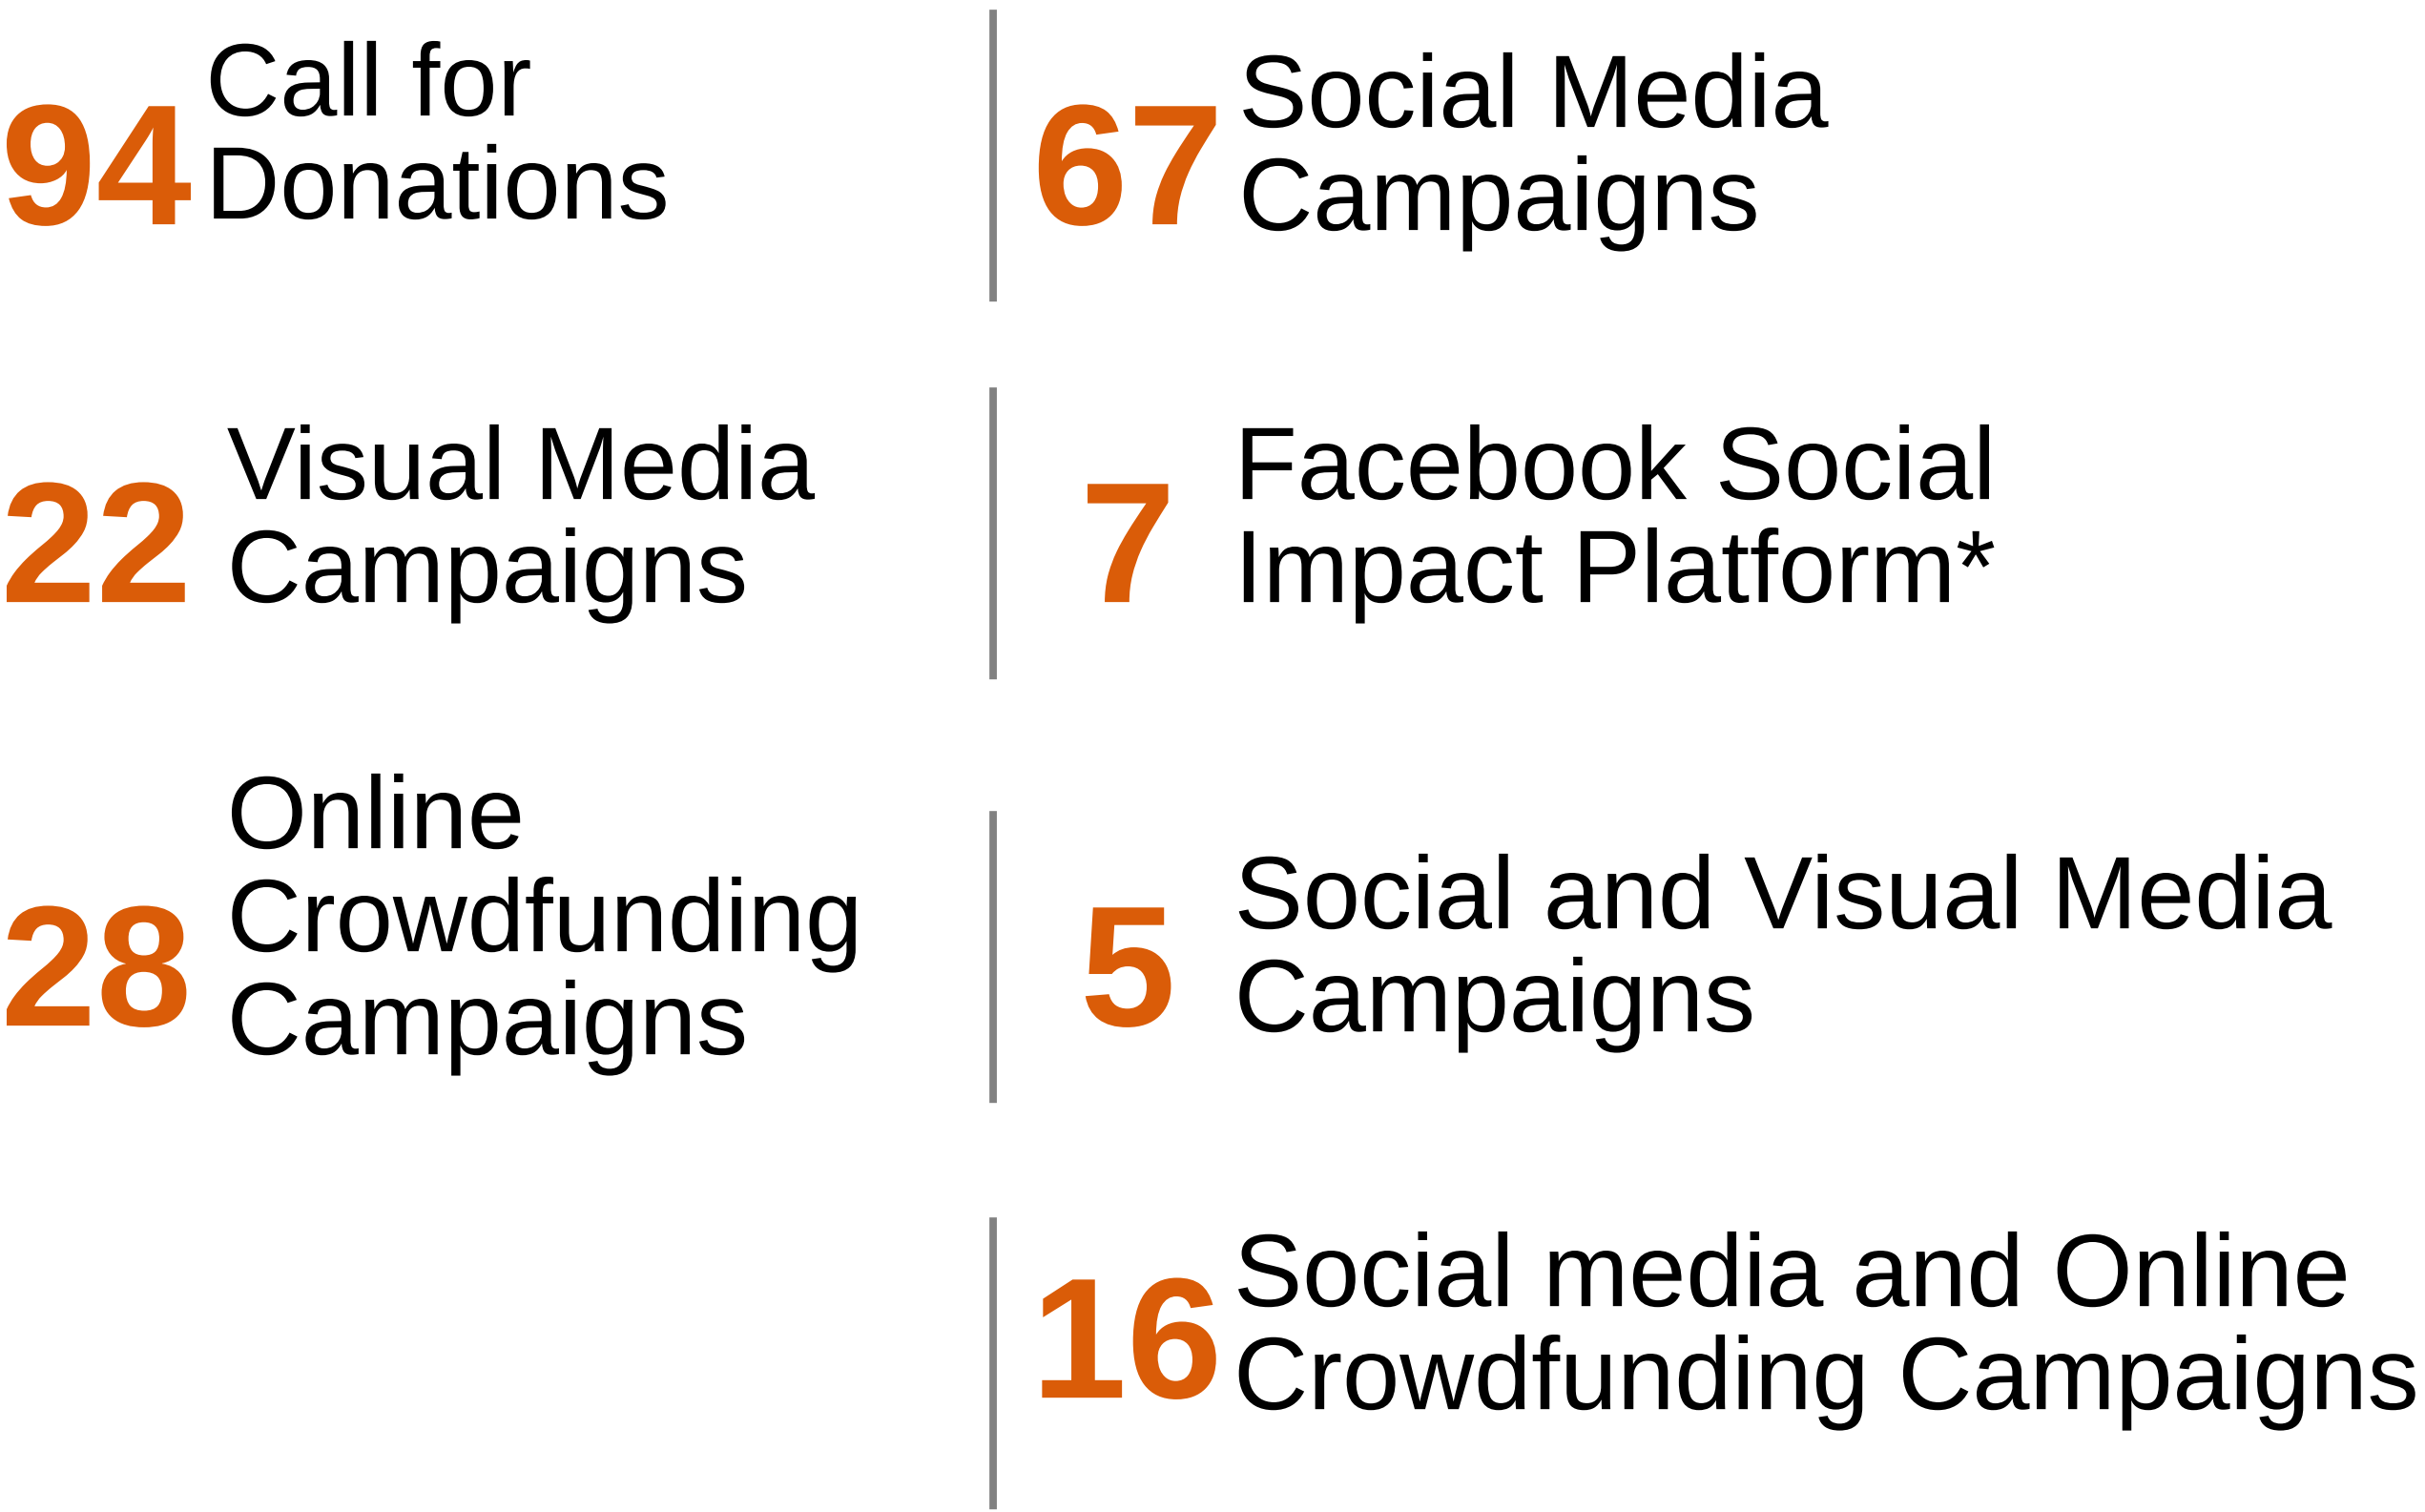 94
Call for
Donations
67
Social Media
Campaigns
22
Visual Media
Campaigns
7
Facebook Social
Impact Platform*
28
Online
Crowdfunding
Campaigns
5
Social and Visual Media
Campaigns
16
Social media and Online
Crowdfunding Campaigns